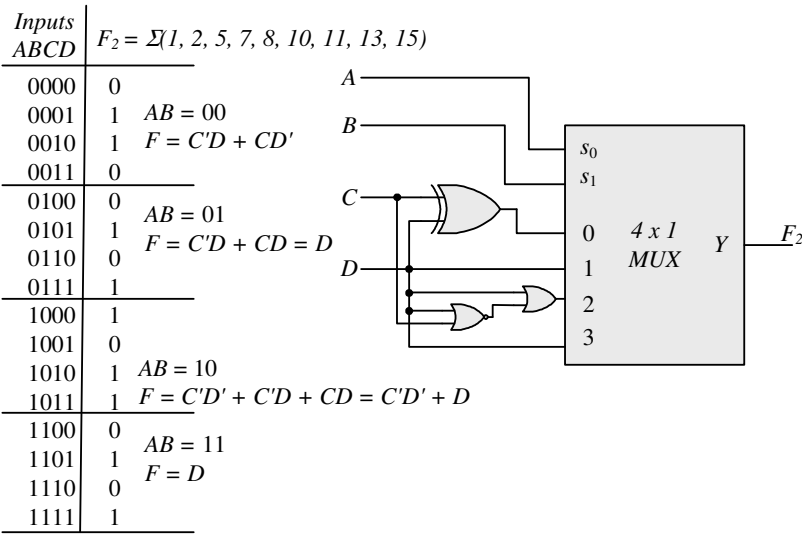 Inputs
ABCD F₂ = Σ(1, 2, 5, 7, 8, 10, 11, 13, 15)
0000 0
0001 1 AB = 00
0010 1 F = C'D + CD'
0011 0
0100 0
0101 1 AB = 01
0110 0 F = C'D + CD = D
0111 1
1000 1
1001 0
1010 1 AB = 10
1011 1 F = C'D' + C'D + CD = C'D' + D
1100 0
1101 1 AB = 11
1110 0 F = D
1111 1
A
B
C
D
s₀
s₁
0
1
2
3
4 x 1
MUX
Y
F₂